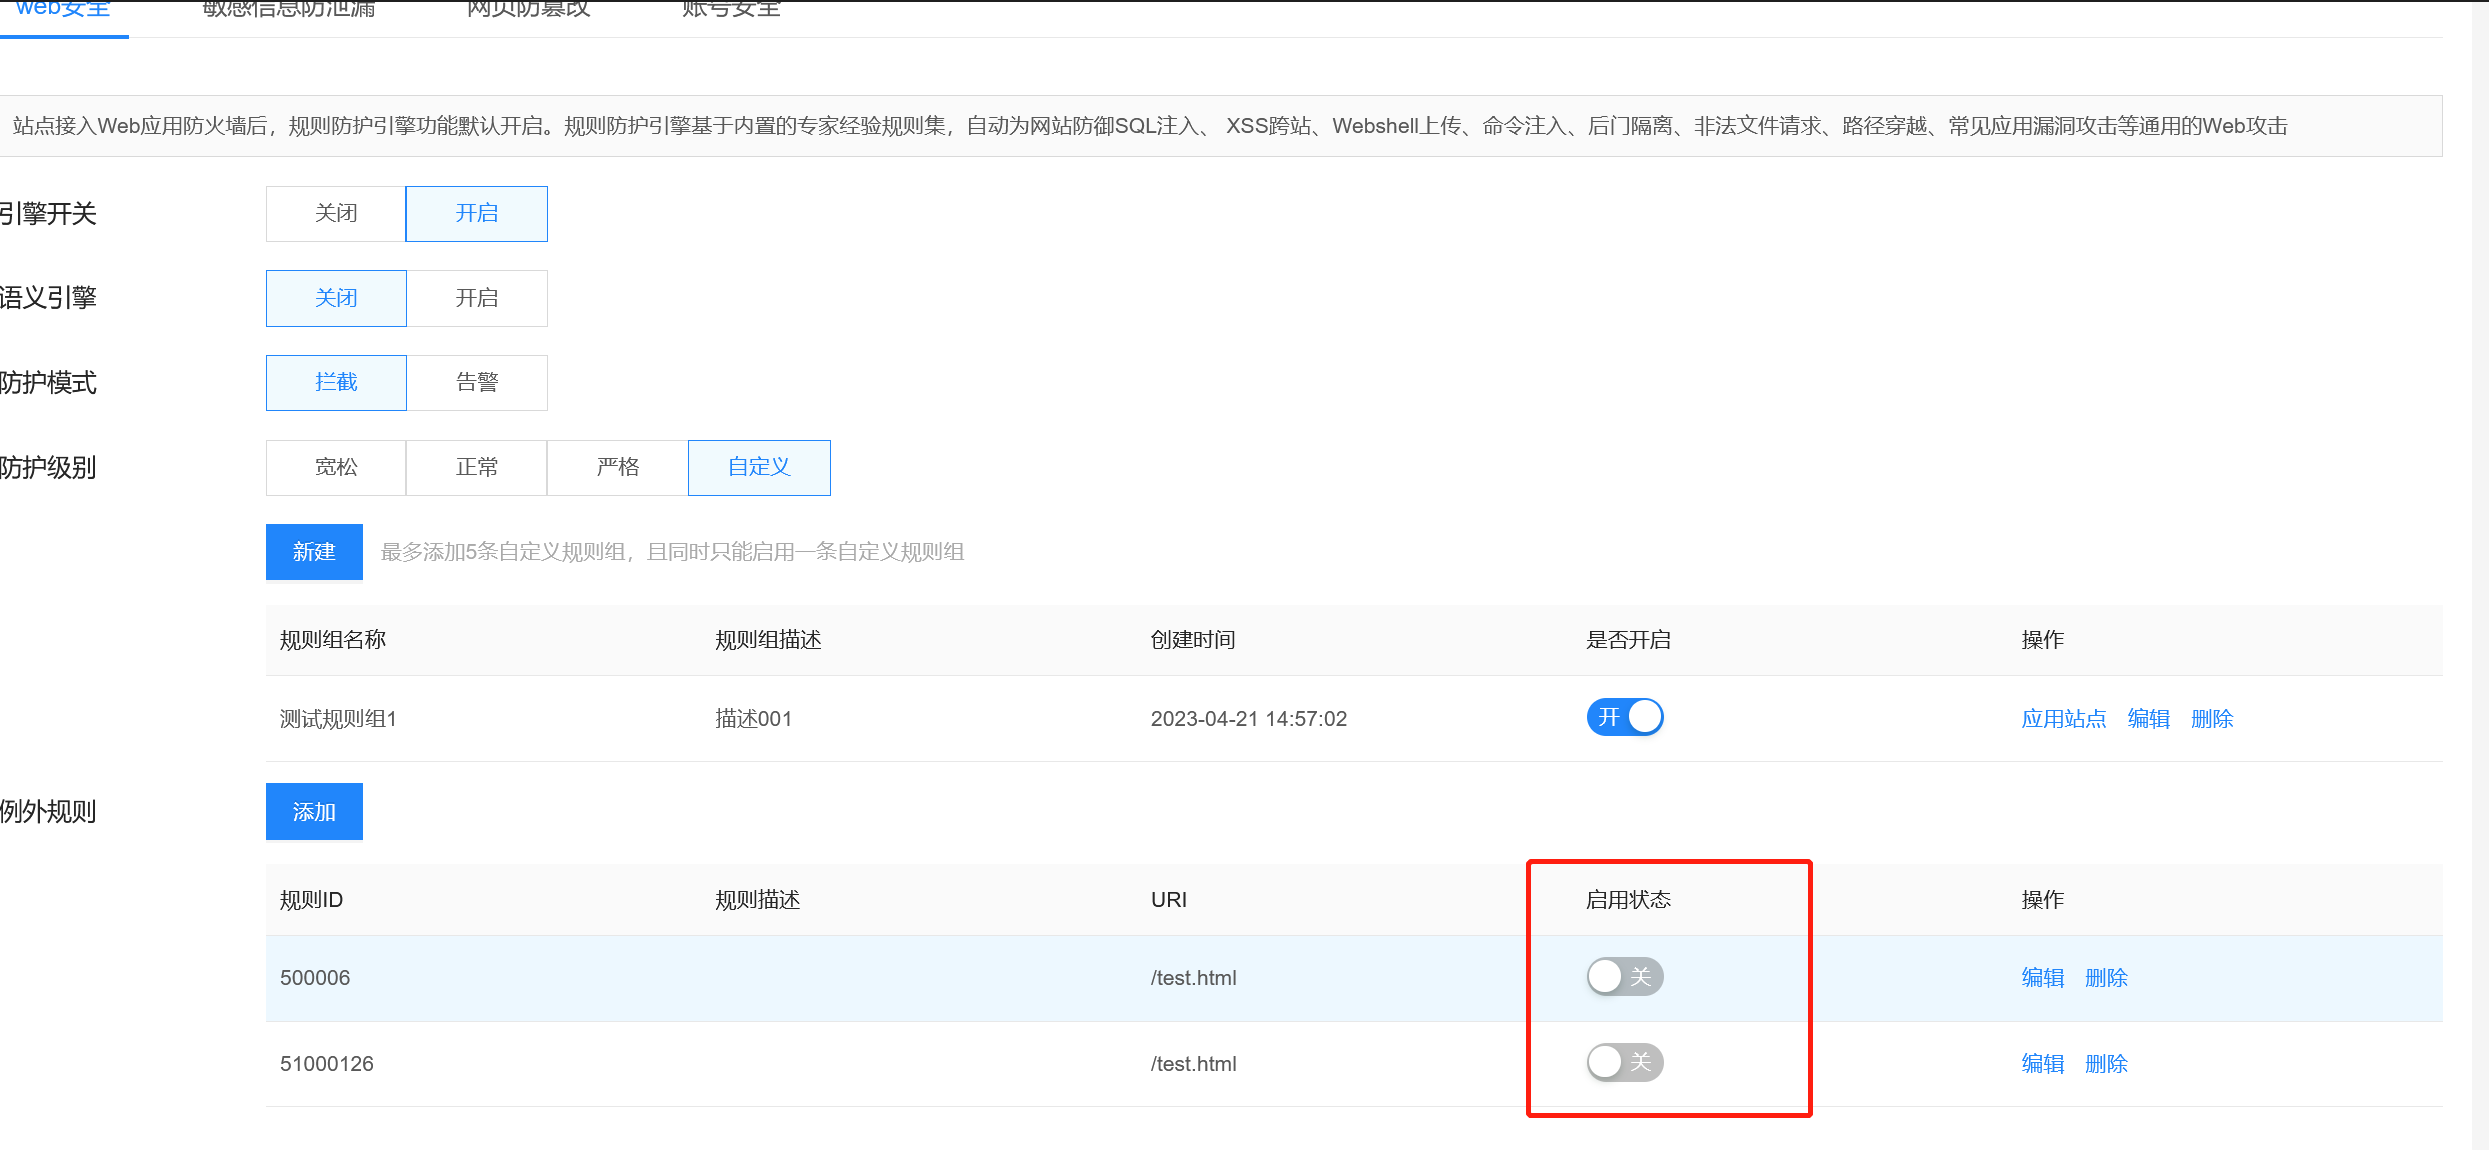 web安全 敏感信息防泄漏 网页防篡改 账号安全
站点接入Web应用防火墙后，规则防护引擎功能默认开启。规则防护引擎基于内置的专家经验规则集，自动为网站防御SQL注入、 XSS跨站、Webshell上传、命令注入、后门隔离、非法文件请求、路径穿越、常见应用漏洞攻击等通用的Web攻击
引擎开关 关闭 开启
语义引擎 关闭 开启
防护模式 拦截 告警
防护级别 宽松 正常 严格 自定义
新建 最多添加5条自定义规则组，且同时只能启用一条自定义规则组
规则组名称 规则组描述 创建时间 是否开启 操作
测试规则组1 描述001 2023-04-21 14:57:02 开 应用站点 编辑 删除
例外规则 添加
规则ID 规则描述 URI 启用状态 操作
500006 /test.html 关 编辑 删除
51000126 /test.html 关 编辑 删除